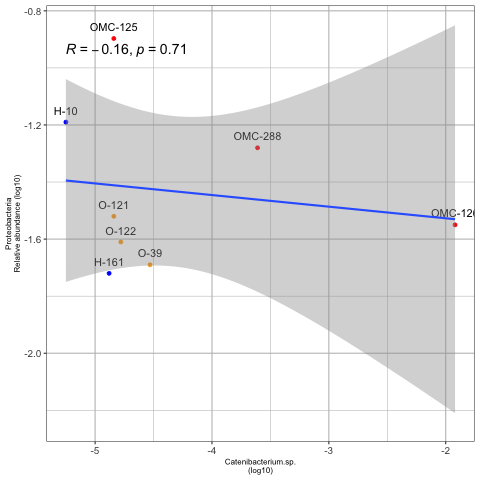 -0.8
OMC-125
R = −0.16, p = 0.71
H-10
-1.2
OMC-288
O-121
OMC-126
O-122
-1.6
O-39
H-161
-2.0
Proteobacteria
Relative abundance (log10)
-5
-4
-3
-2
Catenibacterium.sp.
(log10)